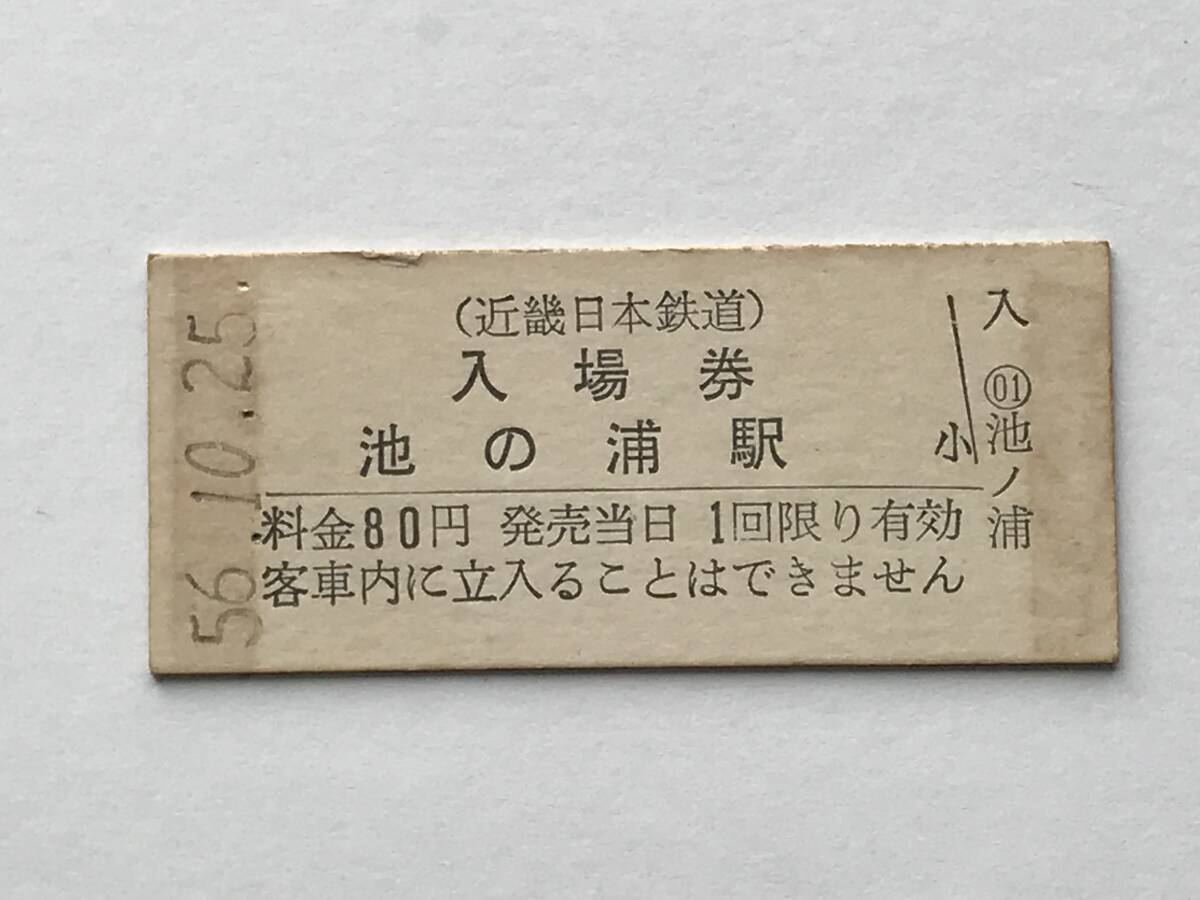 56.10.25.
（近畿日本鉄道）
入場券
池の浦駅
小
料金80円 発売当日 1回限り有効
客車内に立入ることはできません
入
01
池ノ浦